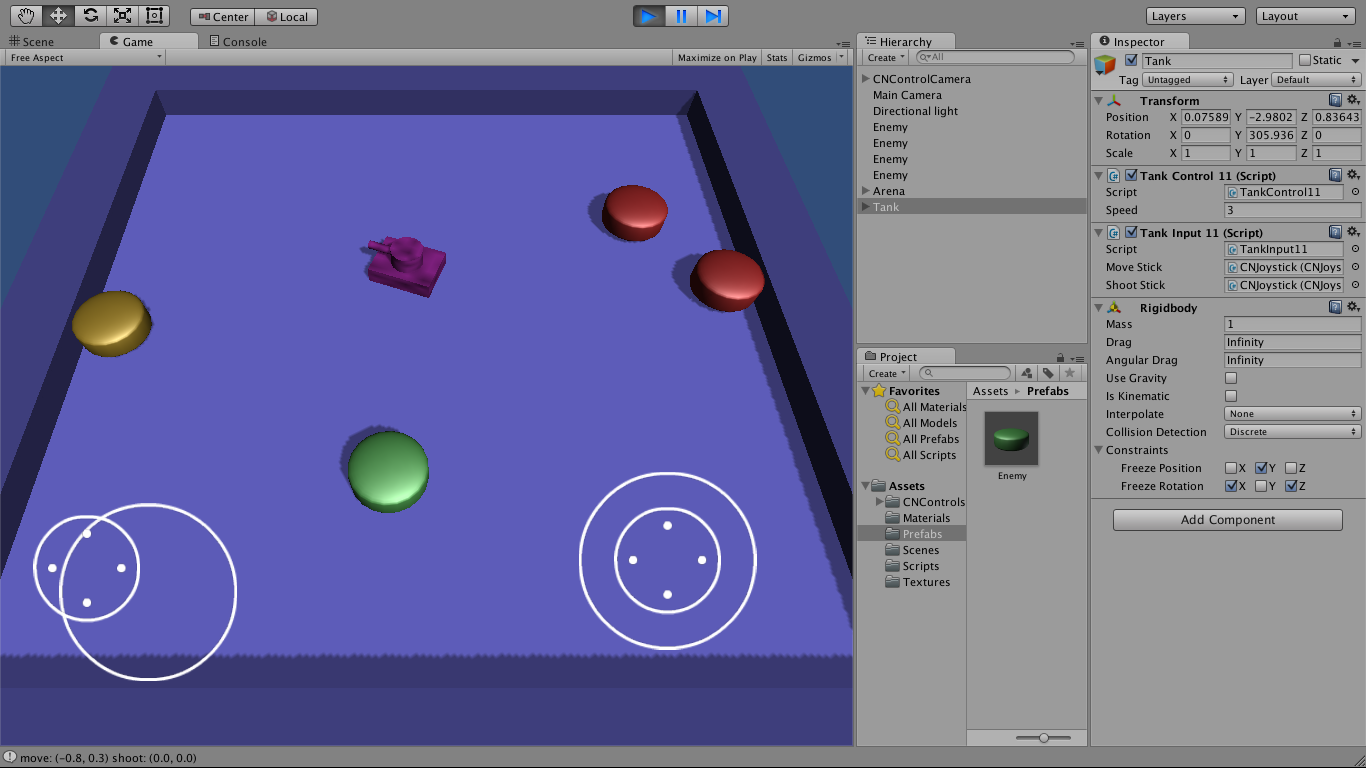 Center Local
Layers Layout
Scene Game Console
Free Aspect
Maximize on Play Stats Gizmos
Hierarchy
Create All
CNControlCamera
Main Camera
Directional light
Enemy
Enemy
Enemy
Enemy
Arena
Tank
Project
Create
Favorites
All Materials
All Models
All Prefabs
All Scripts
Assets
CNControls
Materials
Prefabs
Scenes
Scripts
Textures
Assets Prefabs
Enemy
Inspector
Tank Static
Tag Untagged Layer Default
Transform
Position X 0.07589 Y -2.9802 Z 0.83643
Rotation X 0 Y 305.936 Z 0
Scale X 1 Y 1 Z 1
Tank Control 11 (Script)
Script TankControl11
Speed 3
Tank Input 11 (Script)
Script TankInput11
Move Stick CNJoystick (CNJoys
Shoot Stick CNJoystick (CNJoys
Rigidbody
Mass 1
Drag Infinity
Angular Drag Infinity
Use Gravity
Is Kinematic
Interpolate None
Collision Detection Discrete
Constraints
Freeze Position X Y Z
Freeze Rotation X Y Z
Add Component
move: (-0.8, 0.3) shoot: (0.0, 0.0)